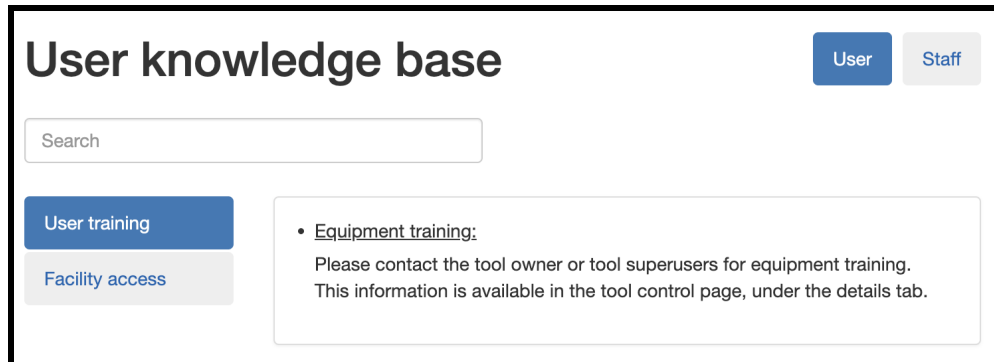 User knowledge base
User
Staff
Search
User training
Facility access
• Equipment training:
Please contact the tool owner or tool superusers for equipment training.
This information is available in the tool control page, under the details tab.